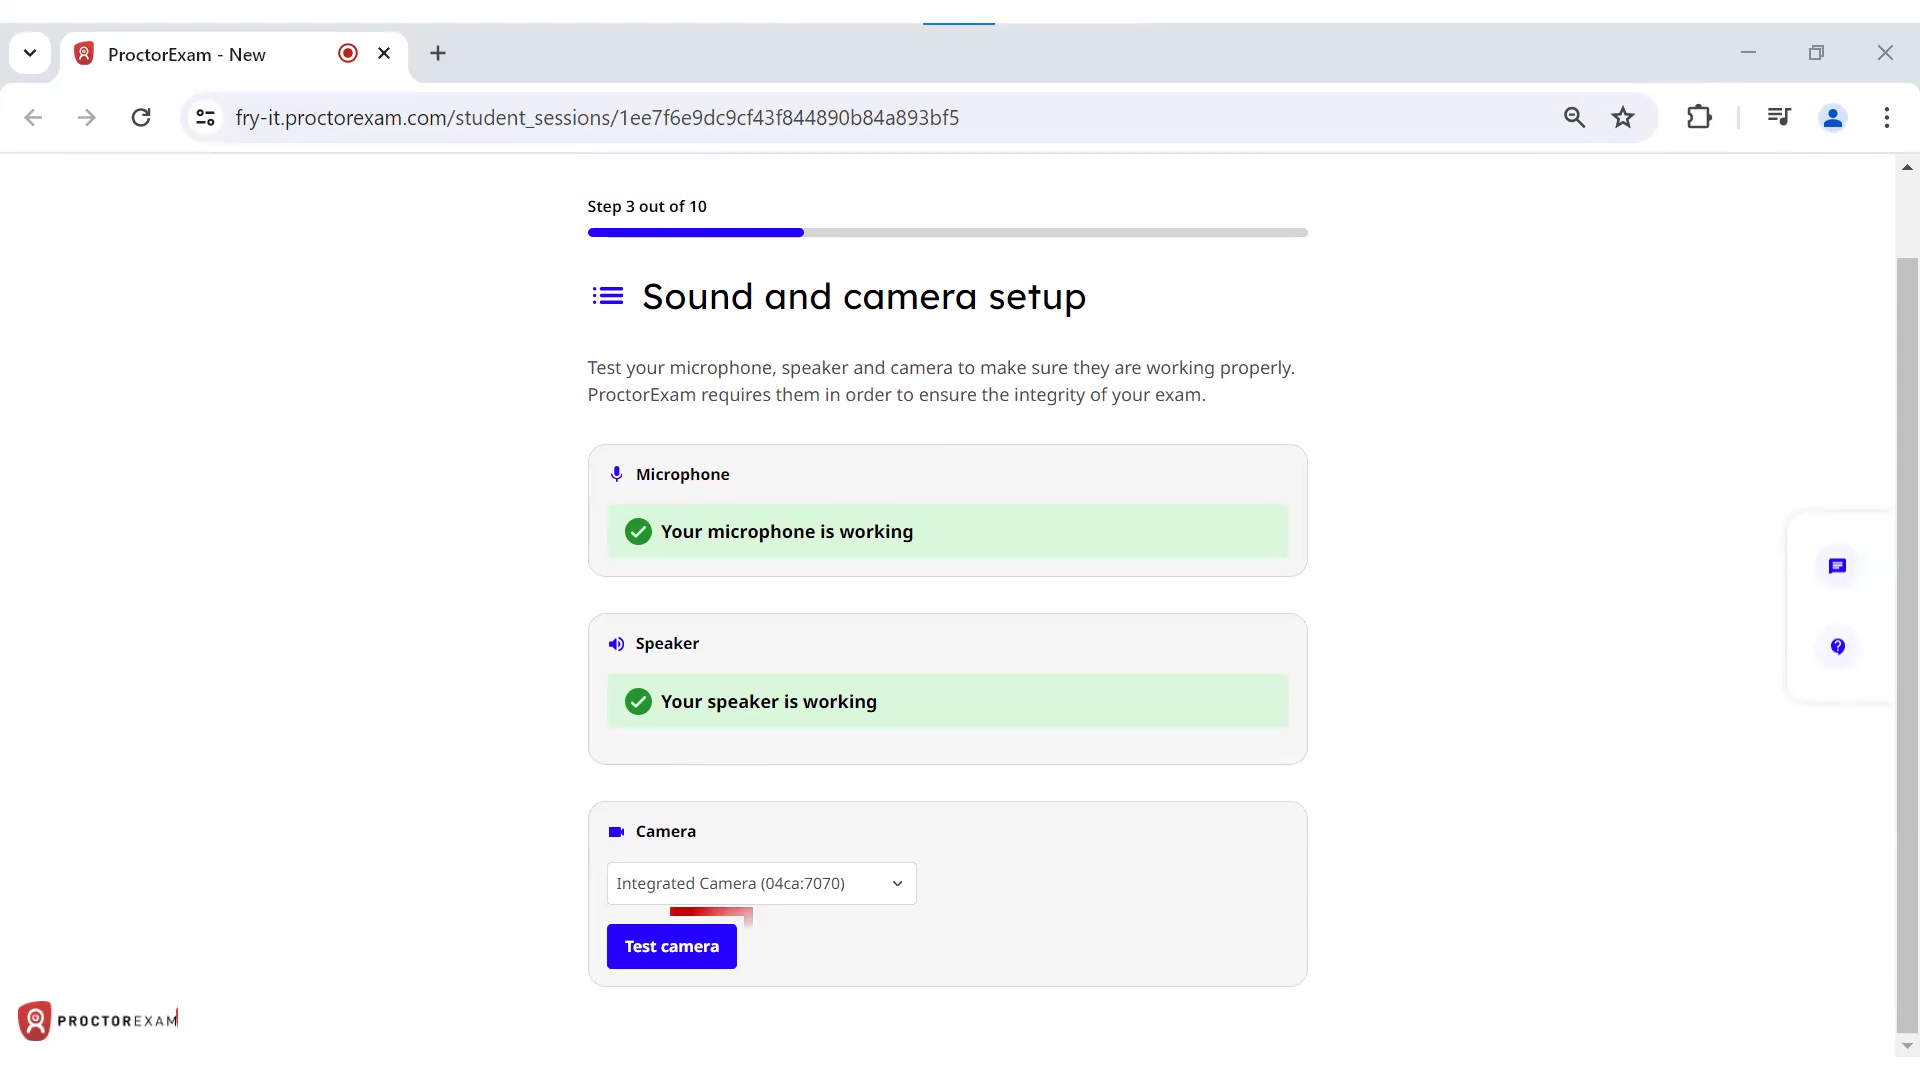 ProctorExam - New
fry-it.proctorexam.com/student_sessions/1ee7f6e9dc9cf43f844890b84a893bf5
Step 3 out of 10
Sound and camera setup
Test your microphone, speaker and camera to make sure they are working properly.
ProctorExam requires them in order to ensure the integrity of your exam.
Microphone
Your microphone is working
Speaker
Your speaker is working
Camera
Integrated Camera (04ca:7070)
Test camera
PROCTOREXAM